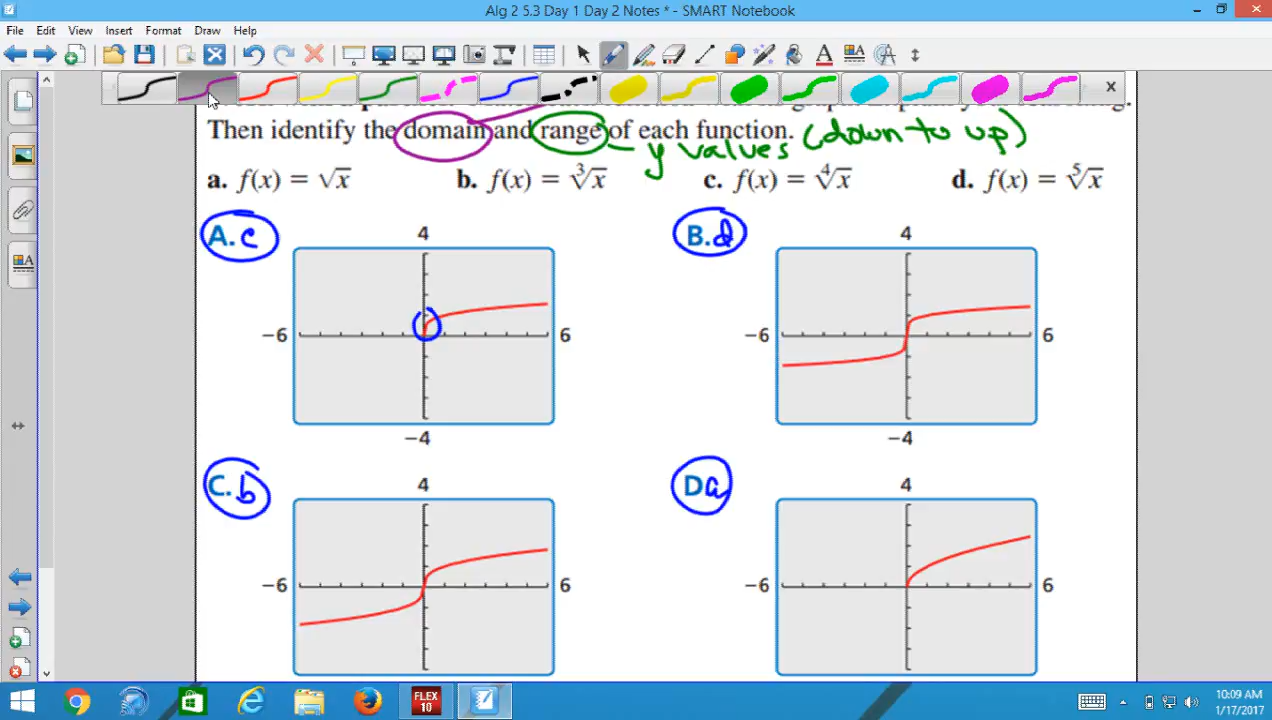 Alg 2 5.3 Day 1 Day 2 Notes * - SMART Notebook
File Edit View Insert Format Draw Help
Then identify the domain and range of each function. (down to up)
y values
a. f(x) = √x b. f(x) = ∛x c. f(x) = ∜x d. f(x) = ⁵√x
A. c B. d
4 4
-6 6 -6 6
-4 -4
C. b D a
4 4
-6 6 -6 6
FLEX 10
10:09 AM
1/17/2017